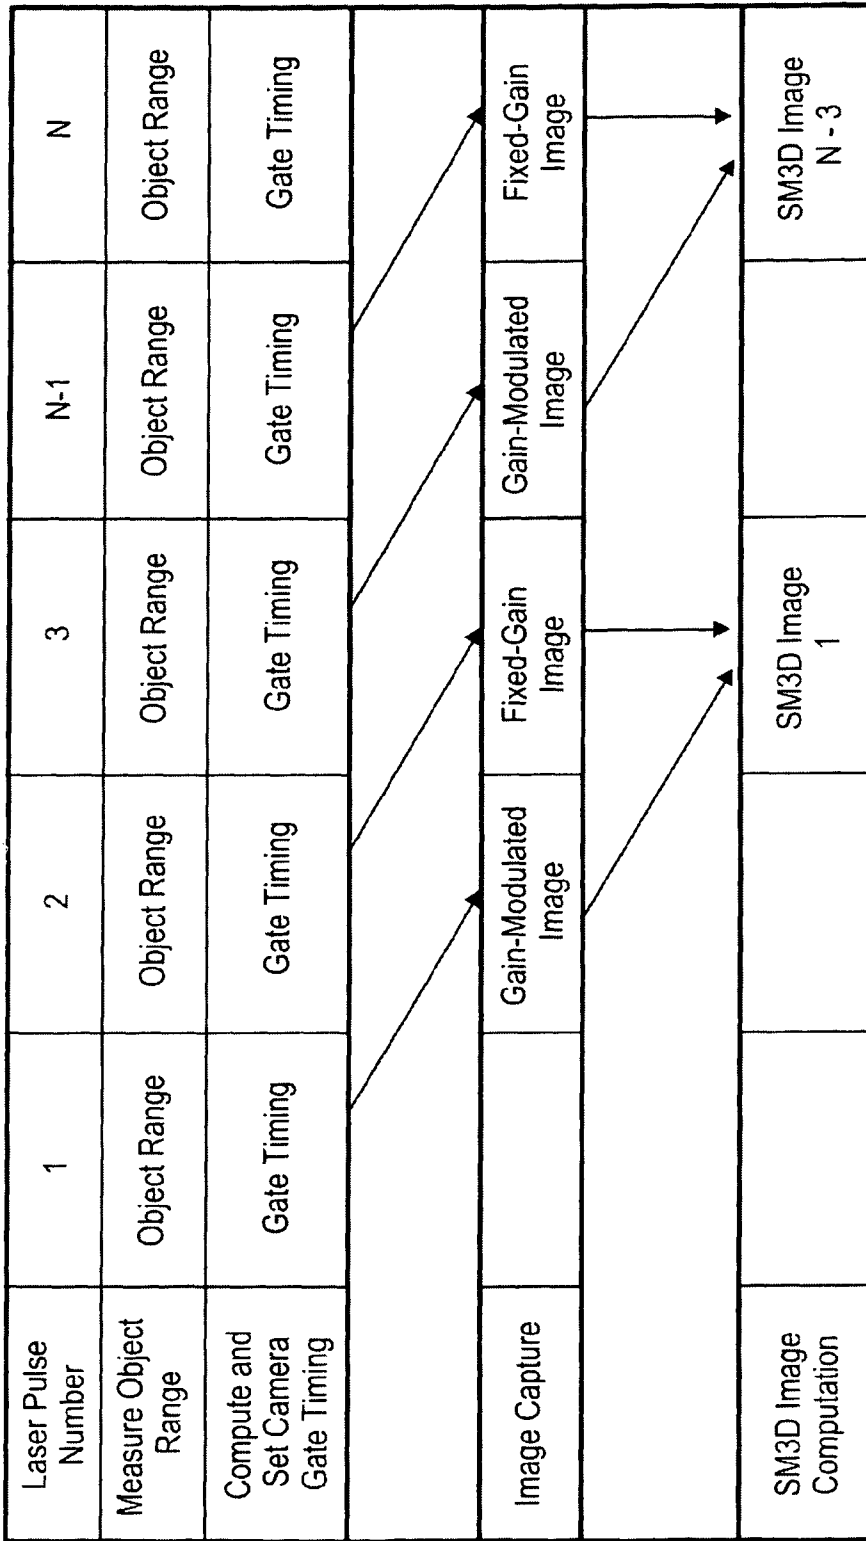 Laser Pulse
Number
1
2
3
N-1
N
Measure Object
Range
Object Range
Object Range
Object Range
Object Range
Object Range
Compute and
Set Camera
Gate Timing
Gate Timing
Gate Timing
Gate Timing
Gate Timing
Gate Timing
Image Capture
Gain-Modulated
Image
Fixed-Gain
Image
Gain-Modulated
Image
Fixed-Gain
Image
SM3D Image
Computation
SM3D Image
1
SM3D Image
N - 3